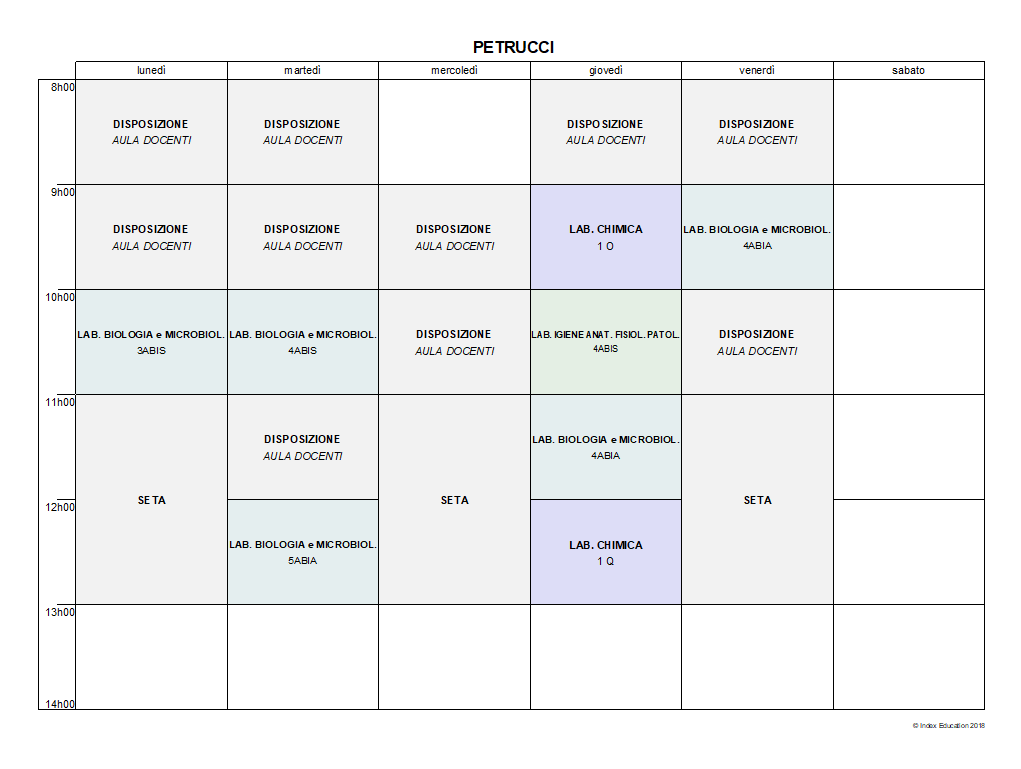 PETRUCCI
lunedì martedì mercoledì giovedì venerdì sabato
8h00
DISPOSIZIONE DISPOSIZIONE DISPOSIZIONE DISPOSIZIONE
AULA DOCENTI AULA DOCENTI AULA DOCENTI AULA DOCENTI
9h00
DISPOSIZIONE DISPOSIZIONE DISPOSIZIONE LAB. CHIMICA LAB. BIOLOGIA e MICROBIOL.
AULA DOCENTI AULA DOCENTI AULA DOCENTI 1 O 4ABIA
10h00
LAB. BIOLOGIA e MICROBIOL. LAB. BIOLOGIA e MICROBIOL. DISPOSIZIONE LAB. IGIENE ANAT. FISIOL. PATOL. DISPOSIZIONE
3ABIS 4ABIS AULA DOCENTI 4ABIS AULA DOCENTI
11h00
DISPOSIZIONE LAB. BIOLOGIA e MICROBIOL.
AULA DOCENTI 4ABIA
SETA SETA SETA
12h00
LAB. BIOLOGIA e MICROBIOL. LAB. CHIMICA
5ABIA 1 Q
13h00
14h00
© Index Education 2018